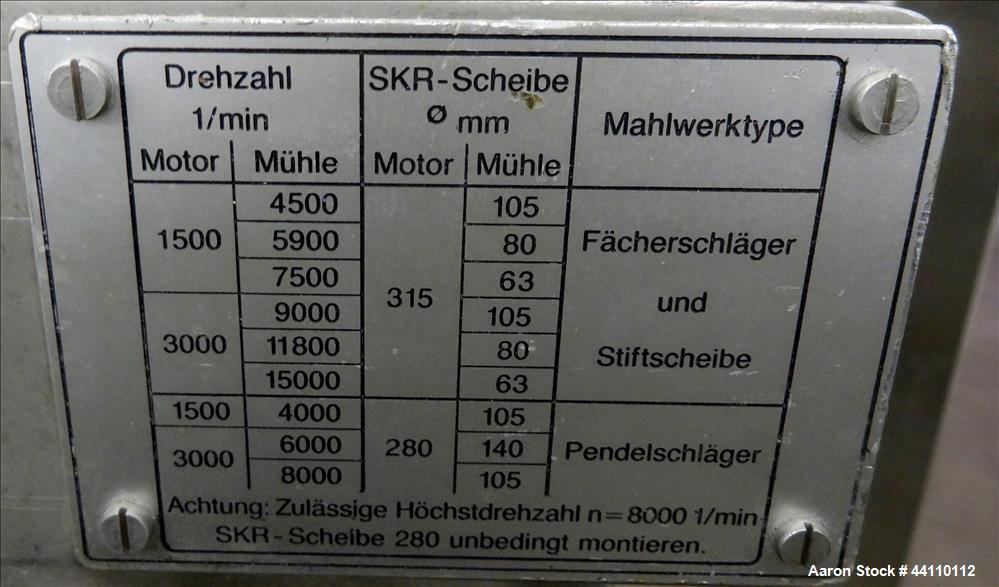 Drehzahl SKR-Scheibe
1/min Ø mm Mahlwerktype
Motor Mühle Motor Mühle
4500 105
1500 5900 80 Fächerschläger
7500 63
315
9000 105 und
3000 11800 80 Stiftscheibe
15000 63
1500 4000 105
3000 6000 280 140 Pendelschläger
8000 105
Achtung: Zulässige Höchstdrehzahl n=8000 1/min
SKR-Scheibe 280 unbedingt montieren.
Aaron Stock # 44110112